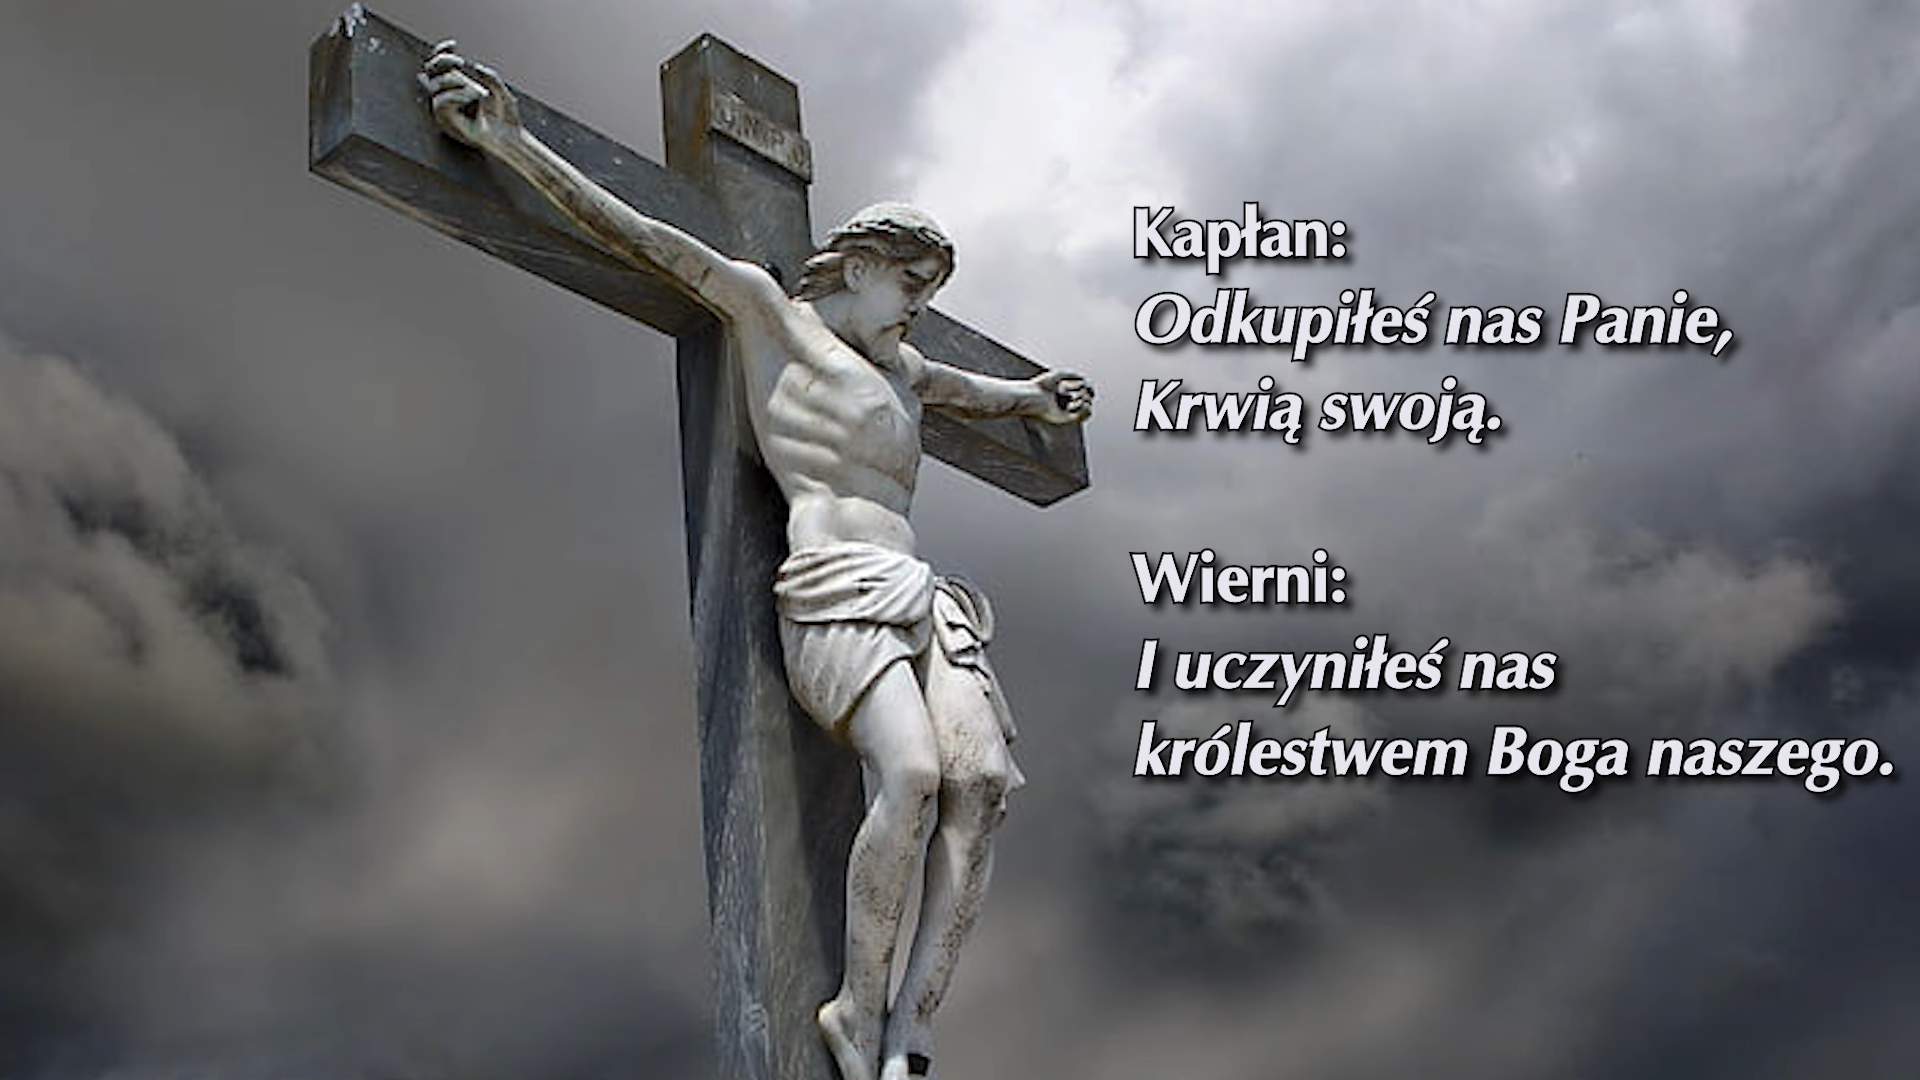 Kapłan:
Odkupiłeś nas Panie,
Krwią swoją.
Wierni:
I uczyniłeś nas
królestwem Boga naszego.